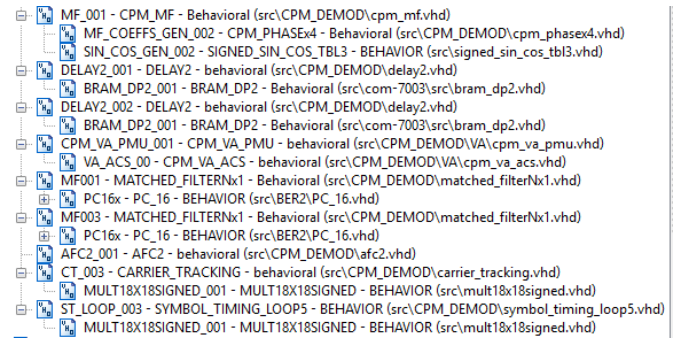 MF_001 - CPM_MF - Behavioral (src\CPM_DEMOD\cpm_mf.vhd)
MF_COEFFS_GEN_002 - CPM_PHASEx4 - Behavioral (src\CPM_DEMOD\cpm_phasex4.vhd)
SIN_COS_GEN_002 - SIGNED_SIN_COS_TBL3 - BEHAVIOR (src\signed_sin_cos_tbl3.vhd)
DELAY2_001 - DELAY2 - behavioral (src\CPM_DEMOD\delay2.vhd)
BRAM_DP2_001 - BRAM_DP2 - Behavioral (src\com-7003\src\bram_dp2.vhd)
DELAY2_002 - DELAY2 - behavioral (src\CPM_DEMOD\delay2.vhd)
BRAM_DP2_001 - BRAM_DP2 - Behavioral (src\com-7003\src\bram_dp2.vhd)
CPM_VA_PMU_001 - CPM_VA_PMU - behavioral (src\CPM_DEMOD\VA\cpm_va_pmu.vhd)
VA_ACS_00 - CPM_VA_ACS - behavioral (src\CPM_DEMOD\VA\cpm_va_acs.vhd)
MF001 - MATCHED_FILTERNx1 - Behavioral (src\CPM_DEMOD\matched_filterNx1.vhd)
PC16x - PC_16 - BEHAVIOR (src\BER2\PC_16.vhd)
MF003 - MATCHED_FILTERNx1 - Behavioral (src\CPM_DEMOD\matched_filterNx1.vhd)
PC16x - PC_16 - BEHAVIOR (src\BER2\PC_16.vhd)
AFC2_001 - AFC2 - behavioral (src\CPM_DEMOD\afc2.vhd)
CT_003 - CARRIER_TRACKING - behavioral (src\CPM_DEMOD\carrier_tracking.vhd)
MULT18X18SIGNED_001 - MULT18X18SIGNED - BEHAVIOR (src\mult18x18signed.vhd)
ST_LOOP_003 - SYMBOL_TIMING_LOOP5 - BEHAVIOR (src\CPM_DEMOD\symbol_timing_loop5.vhd)
MULT18X18SIGNED_001 - MULT18X18SIGNED - BEHAVIOR (src\mult18x18signed.vhd)